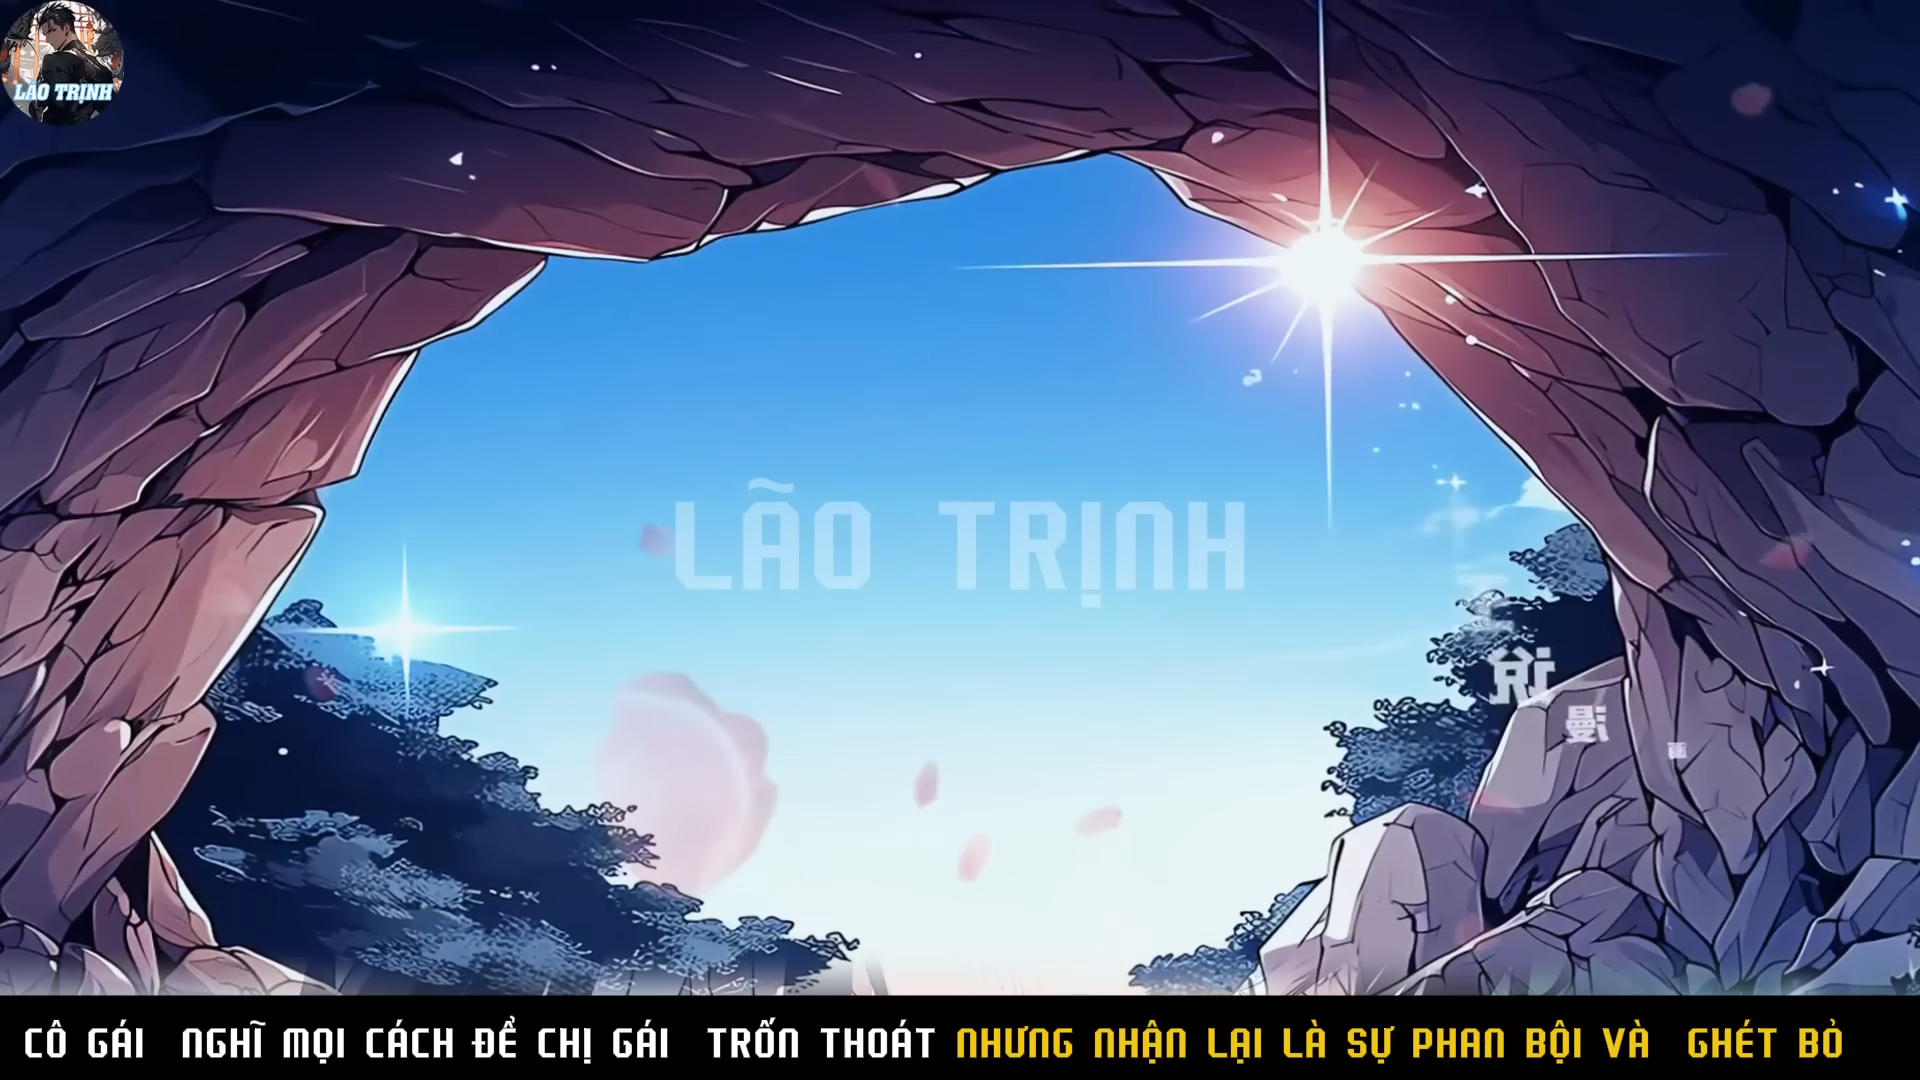 LÃO TRỊNH
LÃO TRỊNH
CÔ GÁI NGHĨ MỌI CÁCH ĐỂ CHỊ GÁI TRỐN THOÁT NHƯNG NHẬN LẠI LÀ SỰ PHAN BỘI VÀ GHÉT BỎ